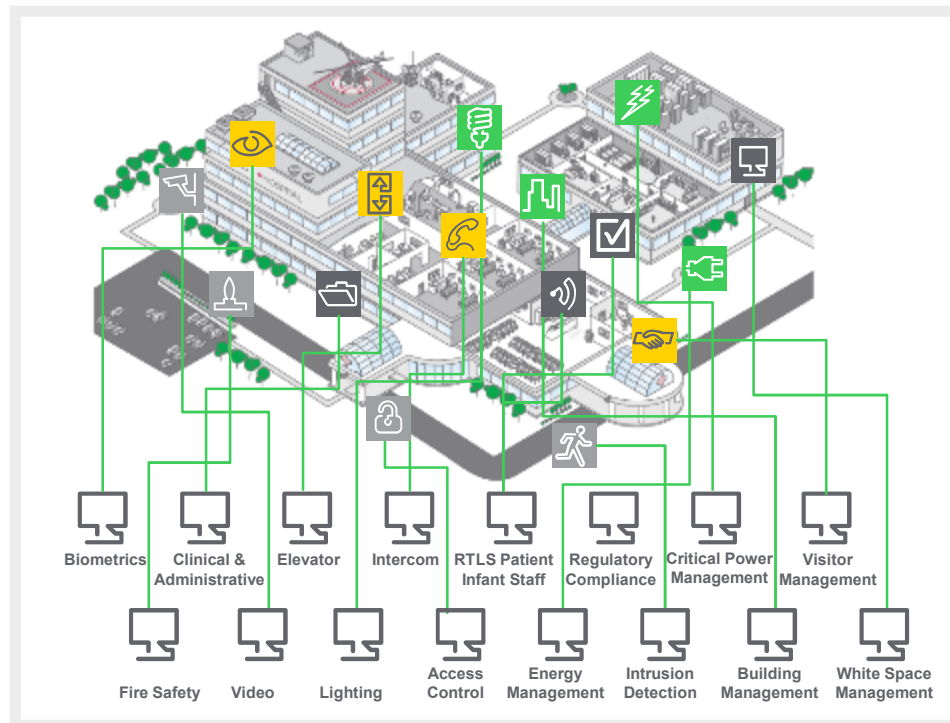 HOSPITAL
Biometrics
Clinical &
Administrative
Elevator
Intercom
RTLS Patient
Infant Staff
Regulatory
Compliance
Critical Power
Management
Visitor
Management
Fire Safety
Video
Lighting
Access
Control
Energy
Management
Intrusion
Detection
Building
Management
White Space
Management